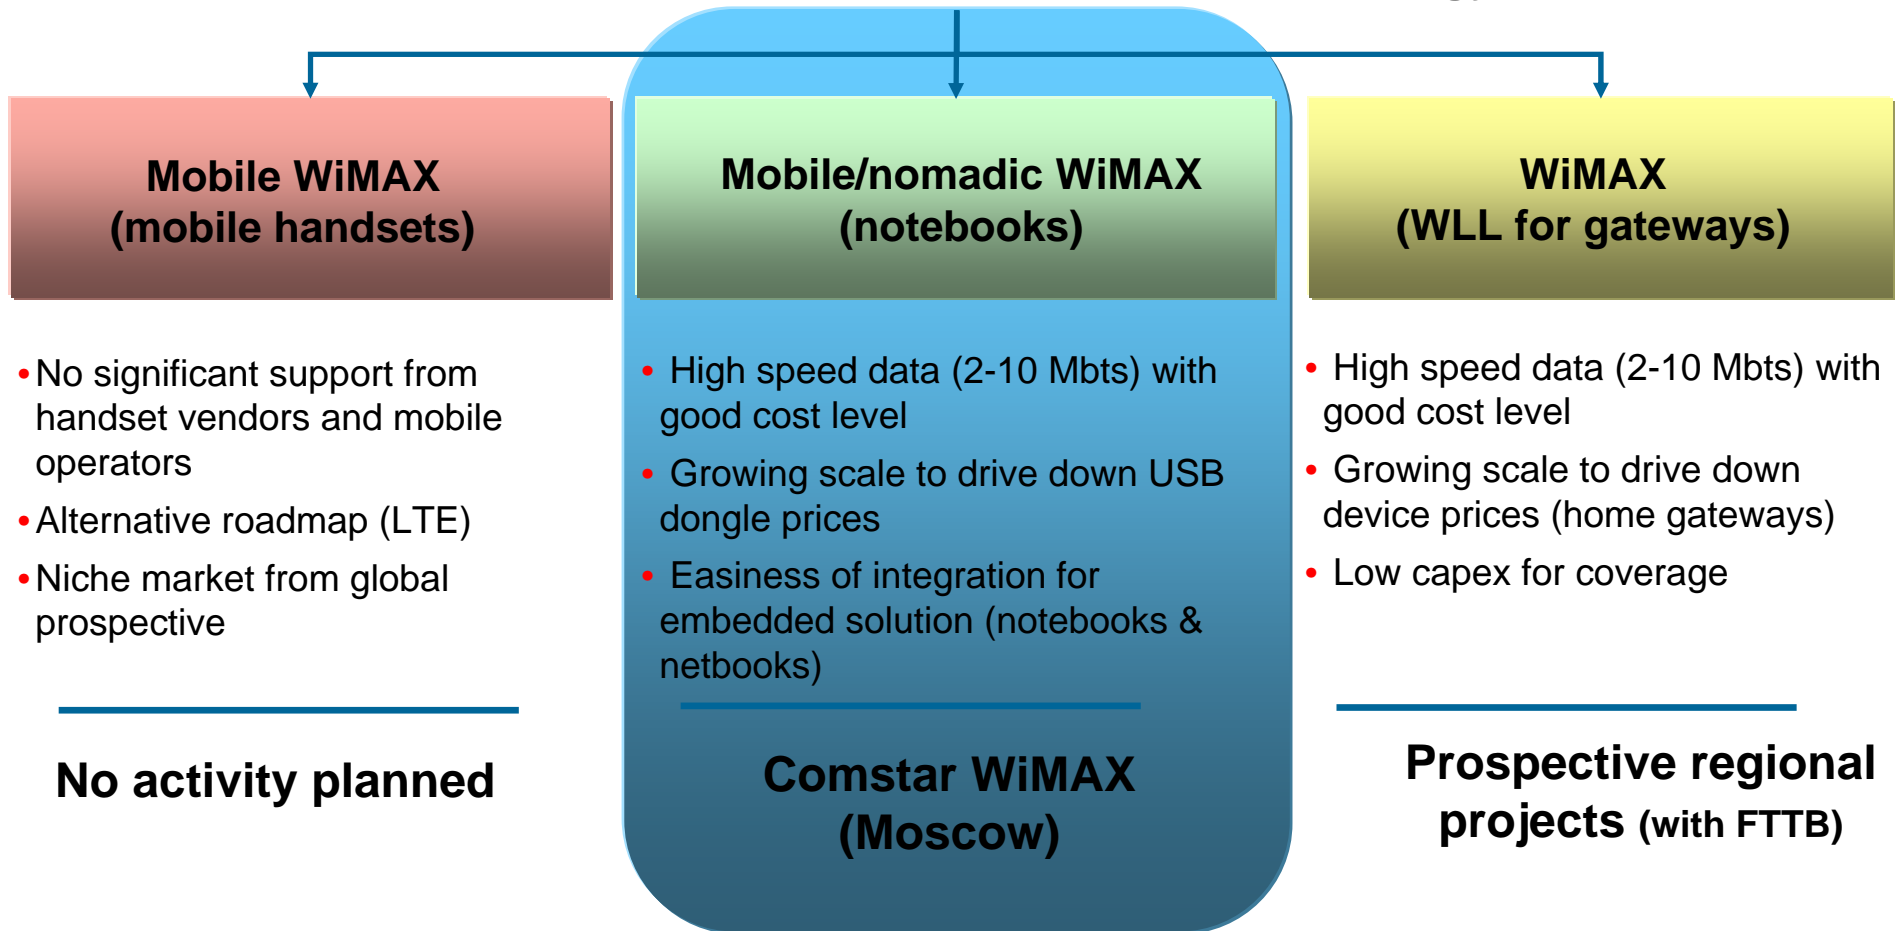 Mobile WiMAX
(mobile handsets)
•No significant support from
handset vendors and mobile
operators
•Alternative roadmap (LTE)
•Niche market from global
prospective
No activity planned
Mobile/nomadic WiMAX
(notebooks)
• High speed data (2-10 Mbts) with
good cost level
• Growing scale to drive down USB
dongle prices
• Easiness of integration for
embedded solution (notebooks &
netbooks)
Comstar WiMAX
(Moscow)
WiMAX
(WLL for gateways)
• High speed data (2-10 Mbts) with
good cost level
• Growing scale to drive down
device prices (home gateways)
• Low capex for coverage
Prospective regional
projects (with FTTB)